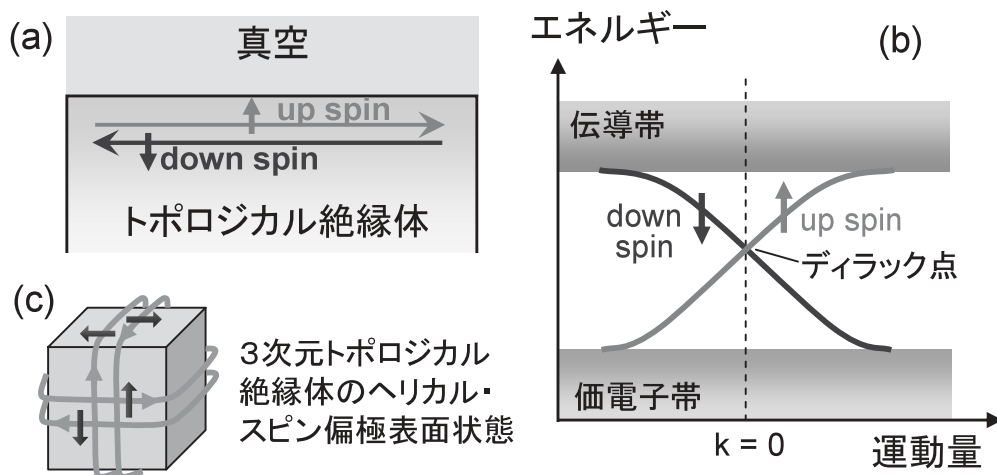 (a)
真空
up spin
down spin
トポロジカル絶縁体
(b)
エネルギー
伝導帯
down
spin
up spin
ディラック点
価電子帯
k = 0
運動量
(c)
3次元トポロジカル
絶縁体のヘリカル・
スピン偏極表面状態